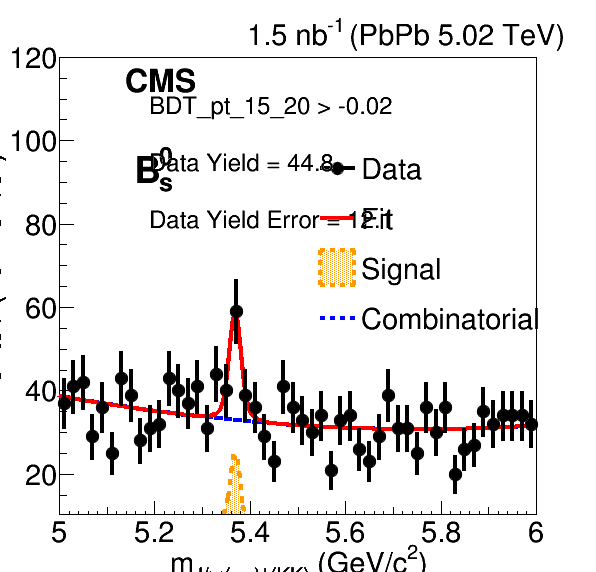 1.5 nb⁻¹ (PbPb 5.02 TeV)
CMS
BDT_pt_15_20 > -0.02
B⁰ₛ
Data Yield = 44.8
Data Yield Error = 12.1
Data
Fit
Signal
Combinatorial
120
100
80
60
40
20
5 5.2 5.4 5.6 5.8 6
m (GeV/c²)